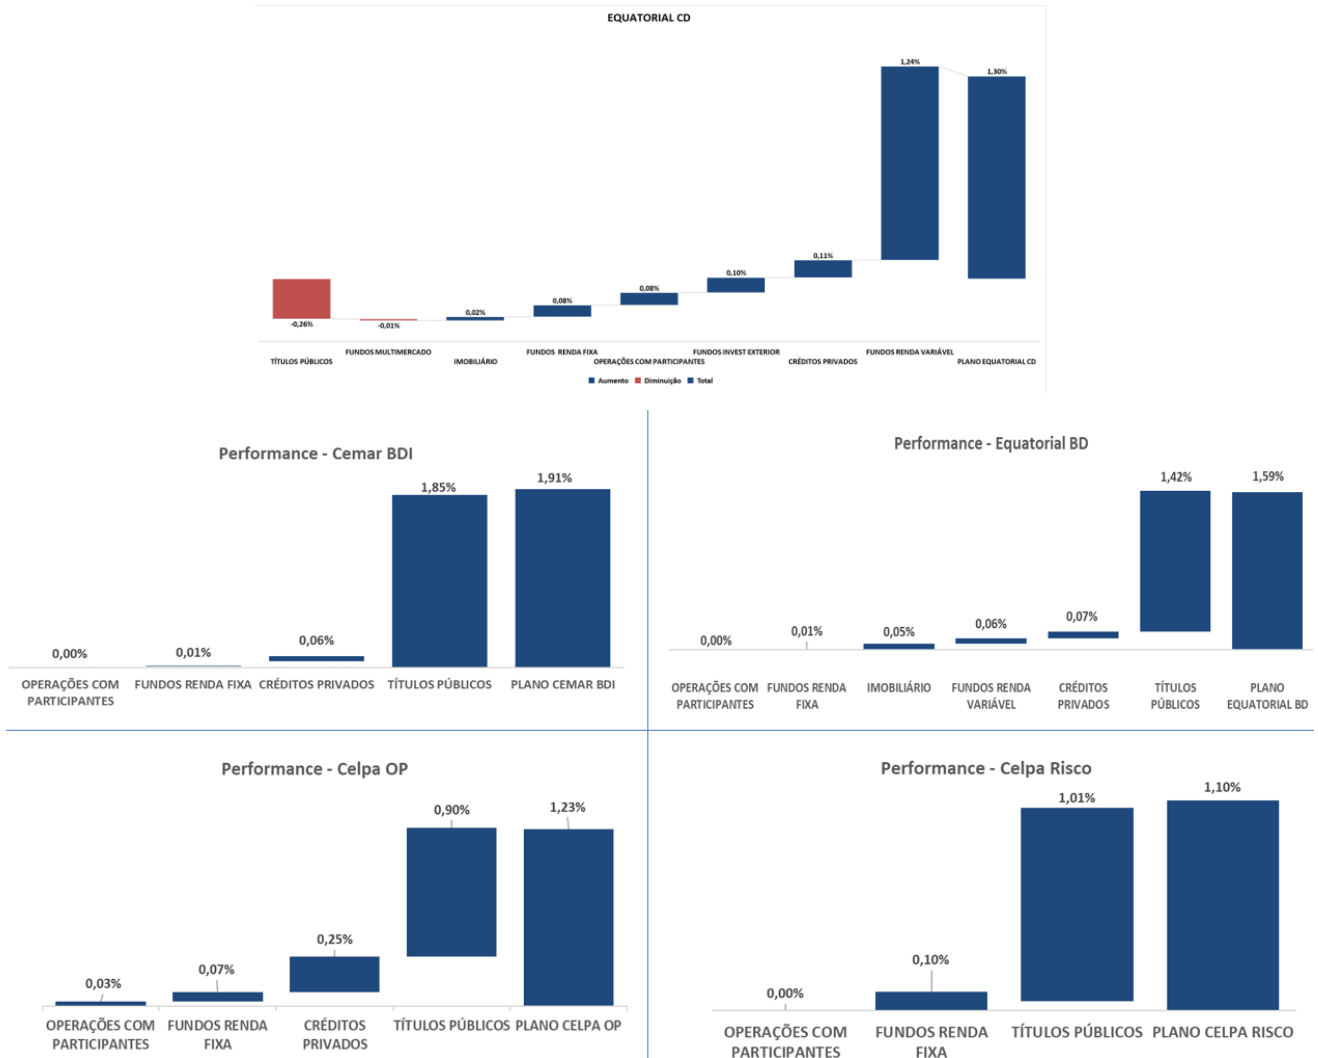 EQUATORIAL CD
1,24%
1,30%
0,11%
0,10%
0,08%
0,08%
0,02%
-0,26%
-0,01%
TÍTULOS PÚBLICOS
FUNDOS MULTIMERCADO
IMOBILIÁRIO
FUNDOS RENDA FIXA
OPERAÇÕES COM PARTICIPANTES
FUNDOS INVEST EXTERIOR
CRÉDITOS PRIVADOS
FUNDOS RENDA VARIÁVEL
PLANO EQUATORIAL CD
Aumento Diminuição Total
Performance - Cemar BDI
1,85%
1,91%
0,00%
0,01%
0,06%
OPERAÇÕES COM
PARTICIPANTES
FUNDOS RENDA FIXA
CRÉDITOS PRIVADOS
TÍTULOS PÚBLICOS
PLANO CEMAR BDI
Performance - Equatorial BD
1,42%
1,59%
0,00%
0,01%
0,05%
0,06%
0,07%
OPERAÇÕES COM
PARTICIPANTES
FUNDOS RENDA
FIXA
IMOBILIÁRIO
FUNDOS RENDA
VARIÁVEL
CRÉDITOS
PRIVADOS
TÍTULOS
PÚBLICOS
PLANO
EQUATORIAL BD
Performance - Celpa OP
0,90%
1,23%
0,03%
0,07%
0,25%
OPERAÇÕES COM
PARTICIPANTES
FUNDOS RENDA
FIXA
CRÉDITOS
PRIVADOS
TÍTULOS PÚBLICOS
PLANO CELPA OP
Performance - Celpa Risco
1,01%
1,10%
0,00%
0,10%
OPERAÇÕES COM
PARTICIPANTES
FUNDOS RENDA
FIXA
TÍTULOS PÚBLICOS
PLANO CELPA RISCO